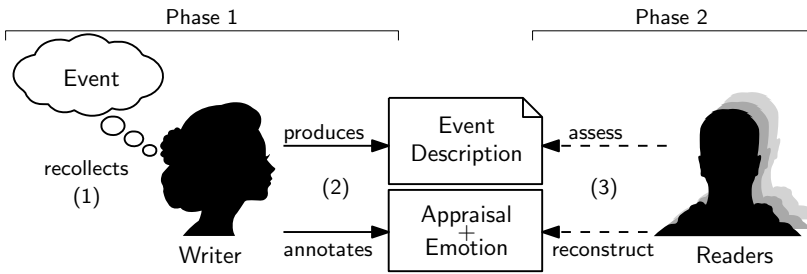 Phase 1
Phase 2
Event
recollects
(1)
Writer
produces
(2)
annotates
Event
Description
Appraisal
+
Emotion
assess
(3)
reconstruct
Readers